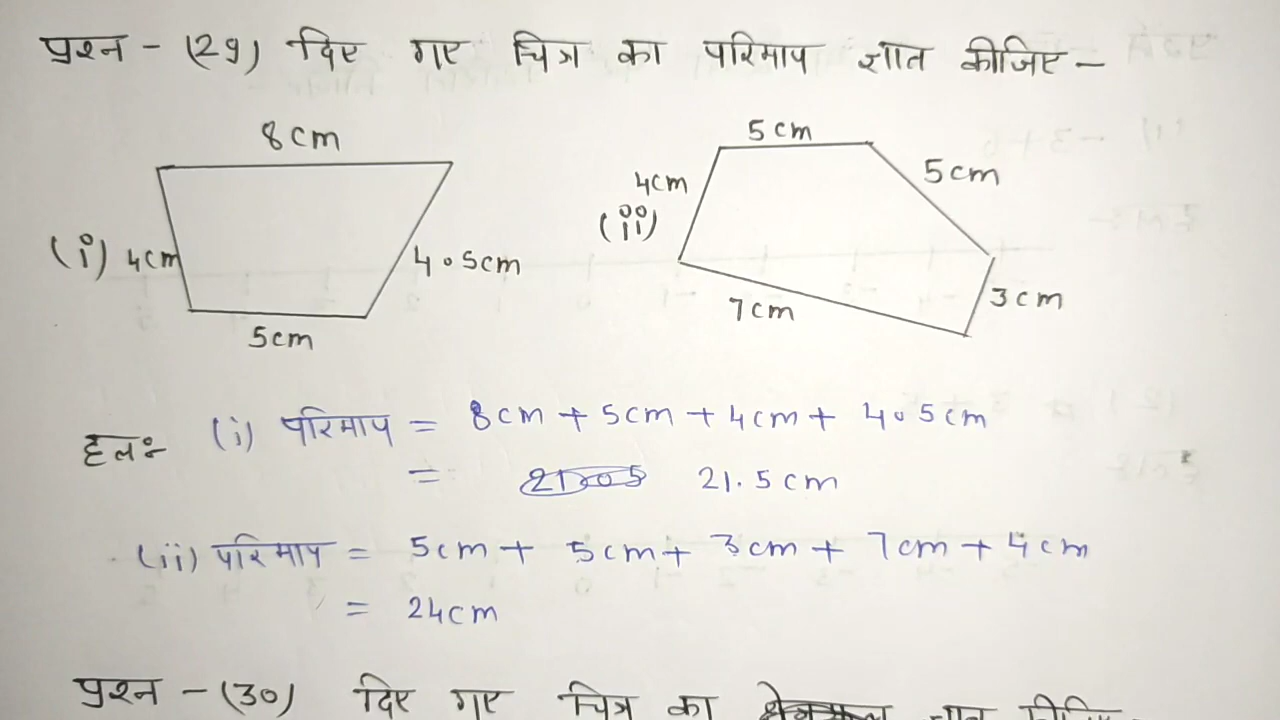 प्रश्न - (29) दिए गए चित्र का परिमाप ज्ञात कीजिए -
8cm
5cm
5cm
4cm
(i) 4cm
4.5cm
(ii)
3cm
7cm
5cm
हलः- (i) परिमाप = 8cm + 5cm + 4cm + 4.5cm
= 21.5cm
(ii) परिमाप = 5cm + 5cm + 3cm + 7cm + 4cm
= 24cm
प्रश्न - (30) दिए गए चित्र का